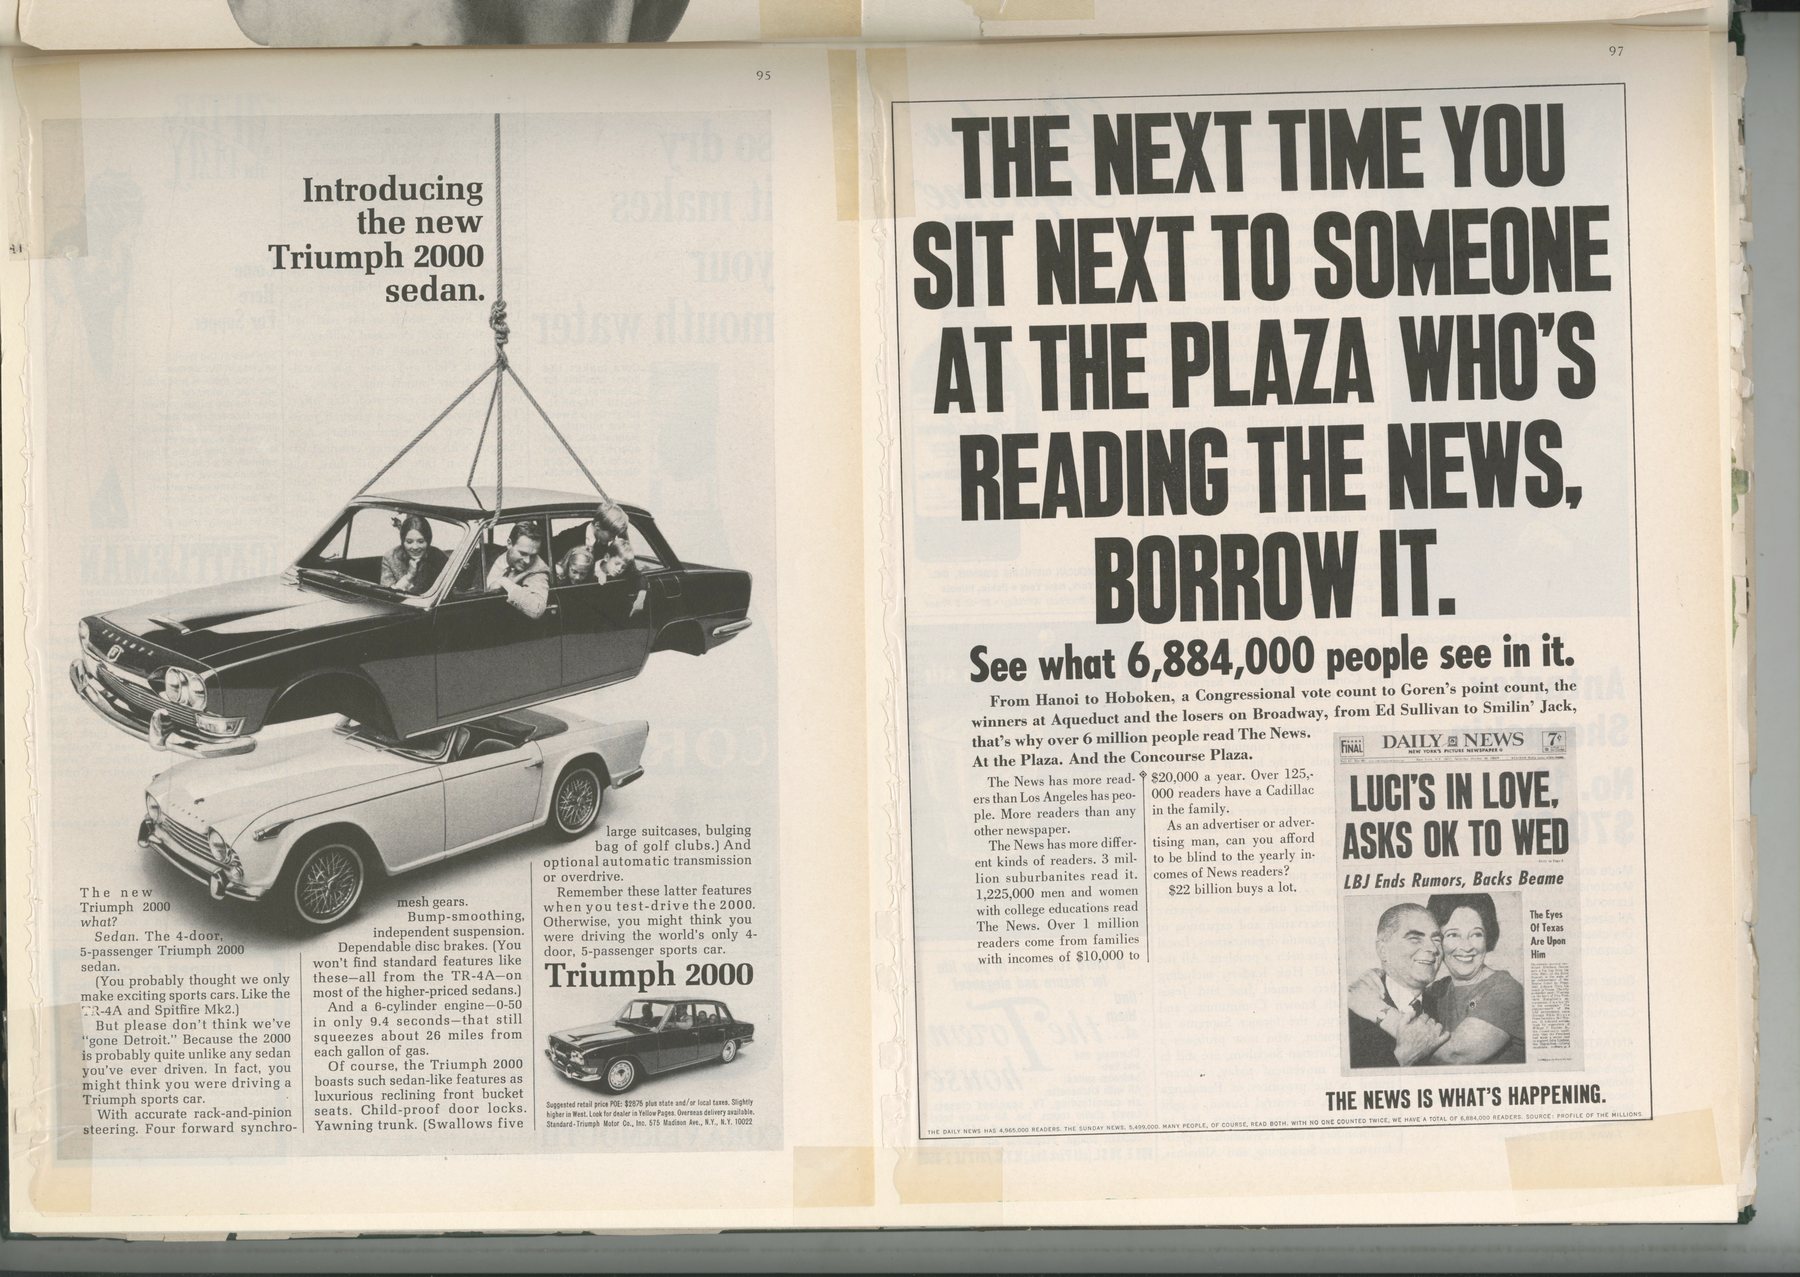 95
Introducing
the new
Triumph 2000
sedan.
The new
Triumph 2000
what?
Sedan. The 4-door,
5-passenger Triumph 2000
sedan.
(You probably thought we only
make exciting sports cars. Like the
TR-4A and Spitfire Mk2.)
But please don't think we've
"gone Detroit." Because the 2000
is probably quite unlike any sedan
you've ever driven. In fact, you
might think you were driving a
Triumph sports car.
With accurate rack-and-pinion
steering. Four forward synchro-
mesh gears.
Bump-smoothing,
independent suspension.
Dependable disc brakes. (You
won't find standard features like
these—all from the TR-4A—on
most of the higher-priced sedans.)
And a 6-cylinder engine—0-50
in only 9.4 seconds—that still
squeezes about 26 miles from
each gallon of gas.
Of course, the Triumph 2000
boasts such sedan-like features as
luxurious reclining front bucket
seats. Child-proof door locks.
Yawning trunk. (Swallows five
large suitcases, bulging
bag of golf clubs.) And
optional automatic transmission
or overdrive.
Remember these latter features
when you test-drive the 2000.
Otherwise, you might think you
were driving the world's only 4-
door, 5-passenger sports car.
Triumph 2000
Suggested retail price POE: $2875 plus state and/or local taxes. Slightly
higher in West. Look for dealer in Yellow Pages. Overseas delivery available.
Standard-Triumph Motor Co., Inc. 575 Madison Ave., N.Y., N.Y. 10022
97
THE NEXT TIME YOU
SIT NEXT TO SOMEONE
AT THE PLAZA WHO'S
READING THE NEWS,
BORROW IT.
See what 6,884,000 people see in it.
From Hanoi to Hoboken, a Congressional vote count to Goren's point count, the
winners at Aqueduct and the losers on Broadway, from Ed Sullivan to Smilin' Jack,
that's why over 6 million people read The News.
At the Plaza. And the Concourse Plaza.
The News has more read-
ers than Los Angeles has peo-
ple. More readers than any
other newspaper.
The News has more differ-
ent kinds of readers. 3 mil-
lion suburbanites read it.
1,225,000 men and women
with college educations read
The News. Over 1 million
readers come from families
with incomes of $10,000 to
$20,000 a year. Over 125,-
000 readers have a Cadillac
in the family.
As an advertiser or adver-
tising man, can you afford
to be blind to the yearly in-
comes of News readers?
$22 billion buys a lot.
FINAL
DAILY NEWS
NEW YORK'S PICTURE NEWSPAPER
7¢
LUCI'S IN LOVE,
ASKS OK TO WED
LBJ Ends Rumors, Backs Beame
The Eyes
Of Texas
Are Upon
Him
THE NEWS IS WHAT'S HAPPENING.
THE DAILY NEWS HAS 4,965,000 READERS. THE SUNDAY NEWS, 5,499,000. MANY PEOPLE, OF COURSE, READ BOTH. WITH NO ONE COUNTED TWICE, WE HAVE A TOTAL OF 6,884,000 READERS. SOURCE: PROFILE OF THE MILLIONS.